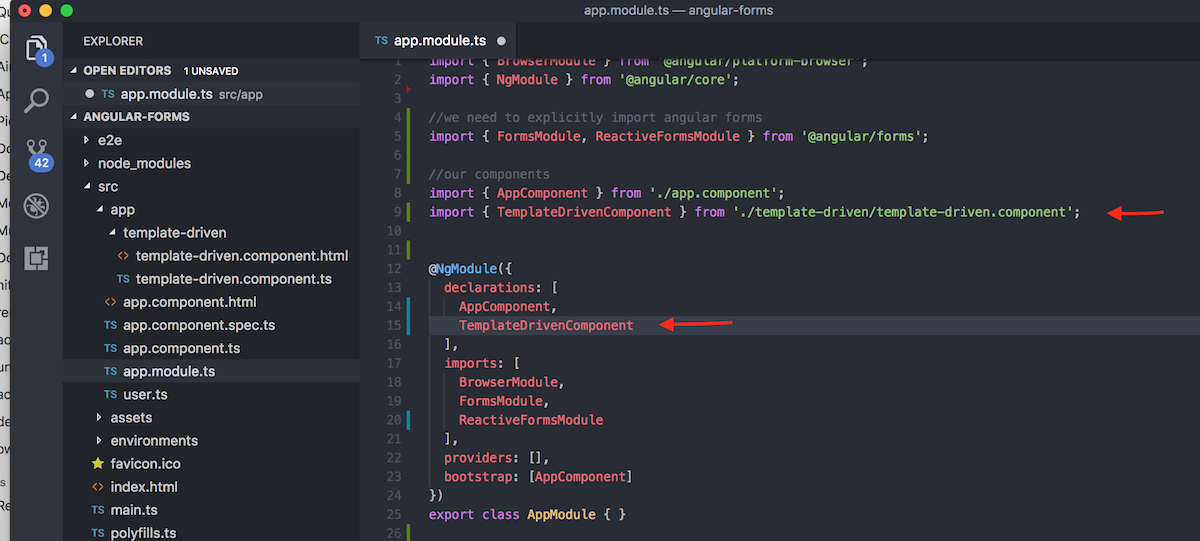 app.module.ts — angular-forms
EXPLORER
OPEN EDITORS 1 UNSAVED
TS app.module.ts src/app
ANGULAR-FORMS
e2e
node_modules
src
app
template-driven
<> template-driven.component.html
TS template-driven.component.ts
<> app.component.html
TS app.component.spec.ts
TS app.component.ts
TS app.module.ts
TS user.ts
assets
environments
favicon.ico
<> index.html
TS main.ts
TS polyfills.ts
1
42
TS app.module.ts
1 import { BrowserModule } from '@angular/platform-browser';
2 import { NgModule } from '@angular/core';
3
4 //we need to explicitly import angular forms
5 import { FormsModule, ReactiveFormsModule } from '@angular/forms';
6
7 //our components
8 import { AppComponent } from './app.component';
9 import { TemplateDrivenComponent } from './template-driven/template-driven.component';
10
11
12 @NgModule({
13 declarations: [
14 AppComponent,
15 TemplateDrivenComponent
16 ],
17 imports: [
18 BrowserModule,
19 FormsModule,
20 ReactiveFormsModule
21 ],
22 providers: [],
23 bootstrap: [AppComponent]
24 })
25 export class AppModule { }
26